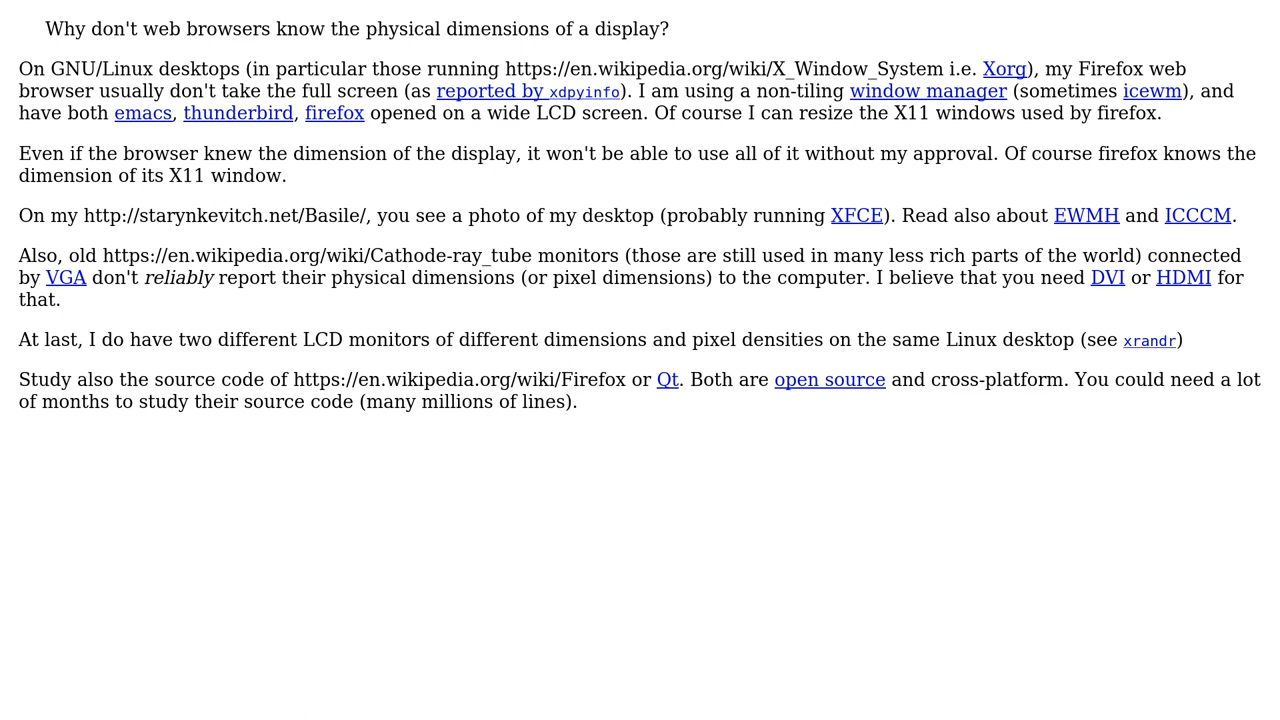 Why don't web browsers know the physical dimensions of a display?
On GNU/Linux desktops (in particular those running https://en.wikipedia.org/wiki/X_Window_System i.e. Xorg), my Firefox web
browser usually don't take the full screen (as reported by xdpyinfo). I am using a non-tiling window manager (sometimes icewm), and
have both emacs, thunderbird, firefox opened on a wide LCD screen. Of course I can resize the X11 windows used by firefox.
Even if the browser knew the dimension of the display, it won't be able to use all of it without my approval. Of course firefox knows the
dimension of its X11 window.
On my http://starynkevitch.net/Basile/, you see a photo of my desktop (probably running XFCE). Read also about EWMH and ICCCM.
Also, old https://en.wikipedia.org/wiki/Cathode-ray_tube monitors (those are still used in many less rich parts of the world) connected
by VGA don't reliably report their physical dimensions (or pixel dimensions) to the computer. I believe that you need DVI or HDMI for
that.
At last, I do have two different LCD monitors of different dimensions and pixel densities on the same Linux desktop (see xrandr)
Study also the source code of https://en.wikipedia.org/wiki/Firefox or Qt. Both are open source and cross-platform. You could need a lot
of months to study their source code (many millions of lines).